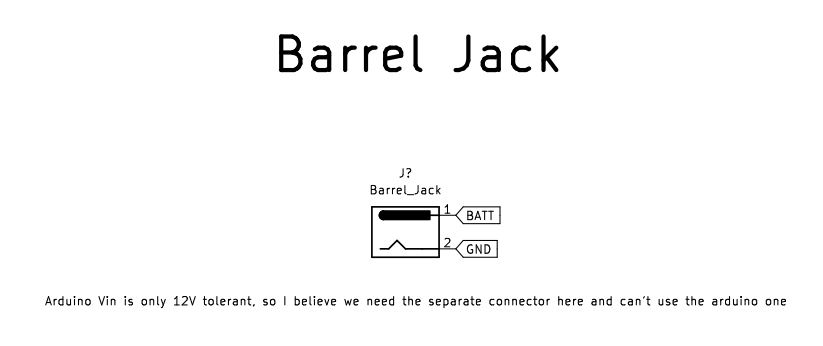 Barrel Jack
J?
Barrel_Jack
1 BATT
2 GND
Arduino Vin is only 12V tolerant, so I believe we need the separate connector here and can't use the arduino one